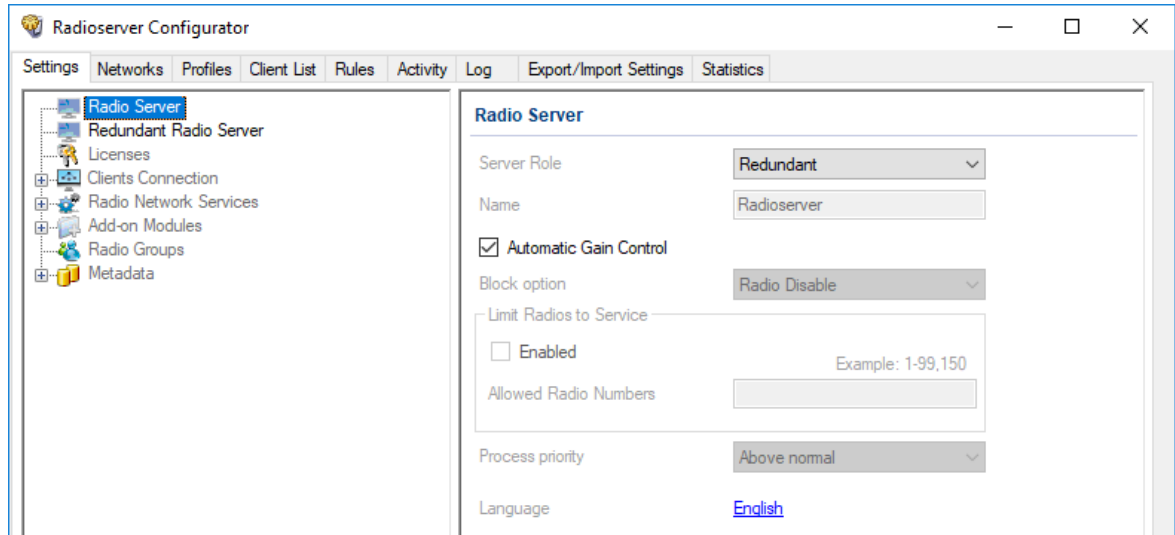 Radioserver Configurator
Settings Networks Profiles Client List Rules Activity Log Export/Import Settings Statistics
Radio Server
Redundant Radio Server
Licenses
Clients Connection
Radio Network Services
Add-on Modules
Radio Groups
Metadata
Radio Server
Server Role Redundant
Name Radioserver
Automatic Gain Control
Block option Radio Disable
Limit Radios to Service
Enabled
Example: 1-99,150
Allowed Radio Numbers
Process priority Above normal
Language English